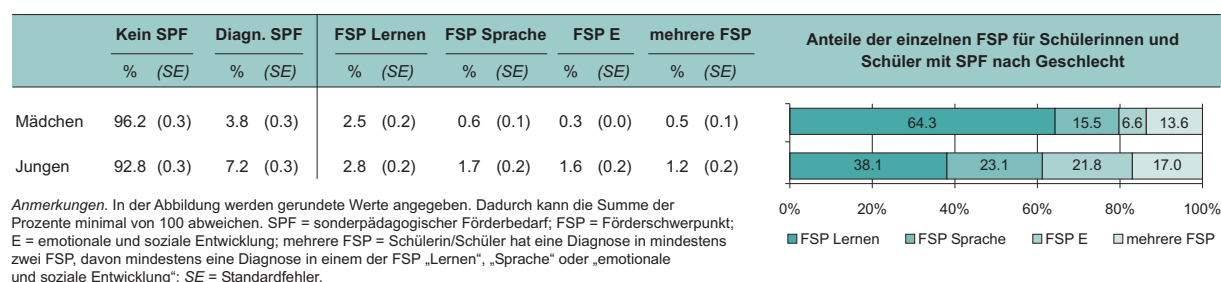 Kein SPF Diagn. SPF FSP Lernen FSP Sprache FSP E mehrere FSP
% (SE) % (SE) % (SE) % (SE) % (SE) % (SE)
Mädchen 96.2 (0.3) 3.8 (0.3) 2.5 (0.2) 0.6 (0.1) 0.3 (0.0) 0.5 (0.1)
Jungen 92.8 (0.3) 7.2 (0.3) 2.8 (0.2) 1.7 (0.2) 1.6 (0.2) 1.2 (0.2)
Anteile der einzelnen FSP für Schülerinnen und
Schüler mit SPF nach Geschlecht
0% 20% 40% 60% 80% 100%
64.3 15.5 6.6 13.6
38.1 23.1 21.8 17.0
0% 20% 40% 60% 80% 100%
FSP Lernen FSP Sprache FSP E mehrere FSP
Anmerkungen. In der Abbildung werden gerundete Werte angegeben. Dadurch kann die Summe der
Prozente minimal von 100 abweichen. SPF = sonderpädagogischer Förderbedarf; FSP = Förderschwerpunkt;
E = emotionale und soziale Entwicklung; mehrere FSP = Schülerin/Schüler hat eine Diagnose in mindestens
zwei FSP, davon mindestens eine Diagnose in einem der FSP „Lernen“, „Sprache“ oder „emotionale
und soziale Entwicklung“; SE = Standardfehler.